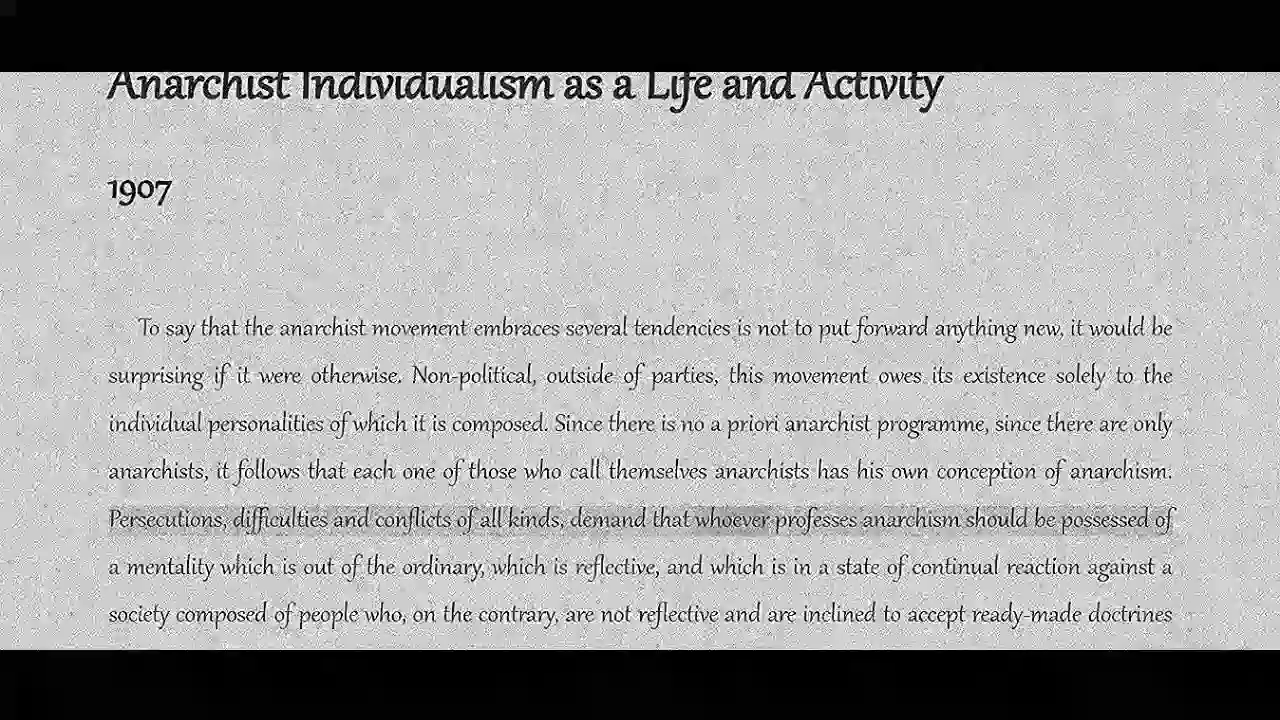 Anarchist Individualism as a Life and Activity
1907
To say that the anarchist movement embraces several tendencies is not to put forward anything new, it would be
surprising if it were otherwise. Non-political, outside of parties, this movement owes its existence solely to the
individual personalities of which it is composed. Since there is no a priori anarchist programme, since there are only
anarchists, it follows that each one of those who call themselves anarchists has his own conception of anarchism.
Persecutions, difficulties and conflicts of all kinds, demand that whoever professes anarchism should be possessed of
a mentality which is out of the ordinary, which is reflective, and which is in a state of continual reaction against a
society composed of people who, on the contrary, are not reflective and are inclined to accept ready-made doctrines